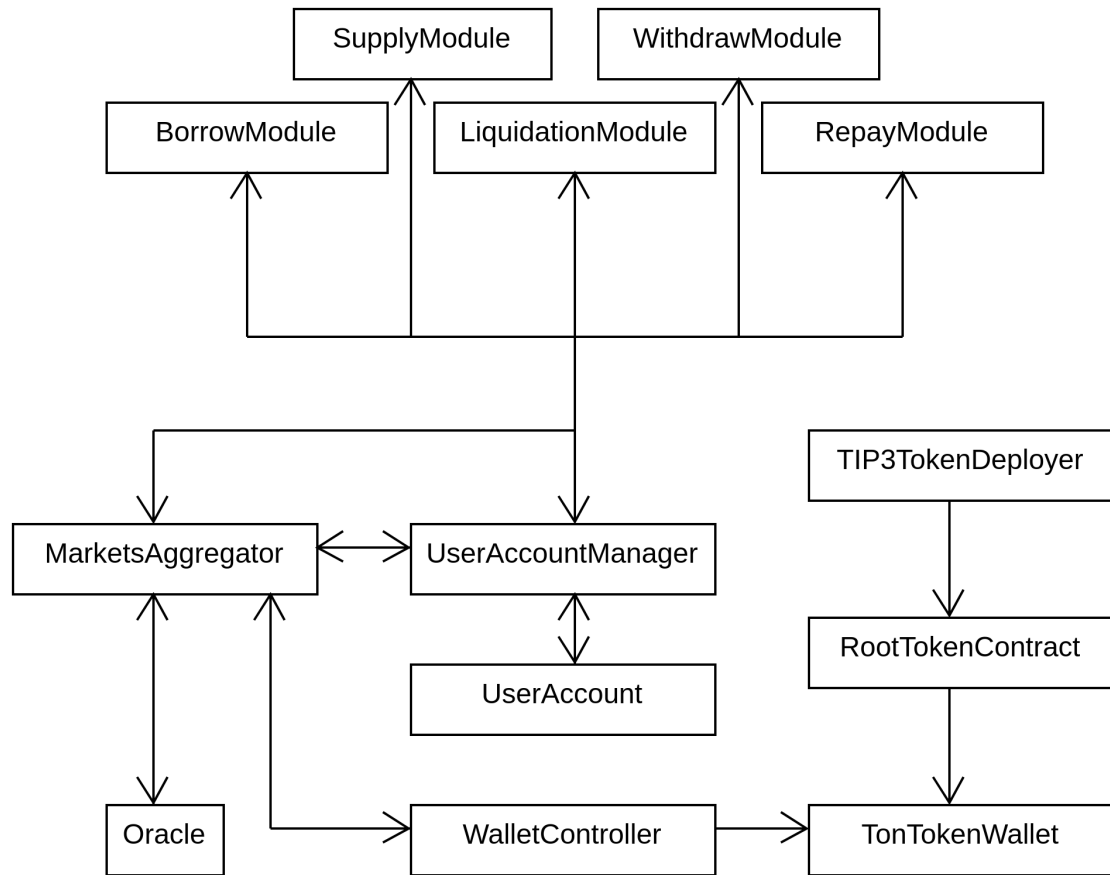 SupplyModule
WithdrawModule
BorrowModule
LiquidationModule
RepayModule
TIP3TokenDeployer
MarketsAggregator
UserAccountManager
RootTokenContract
UserAccount
Oracle
WalletController
TonTokenWallet